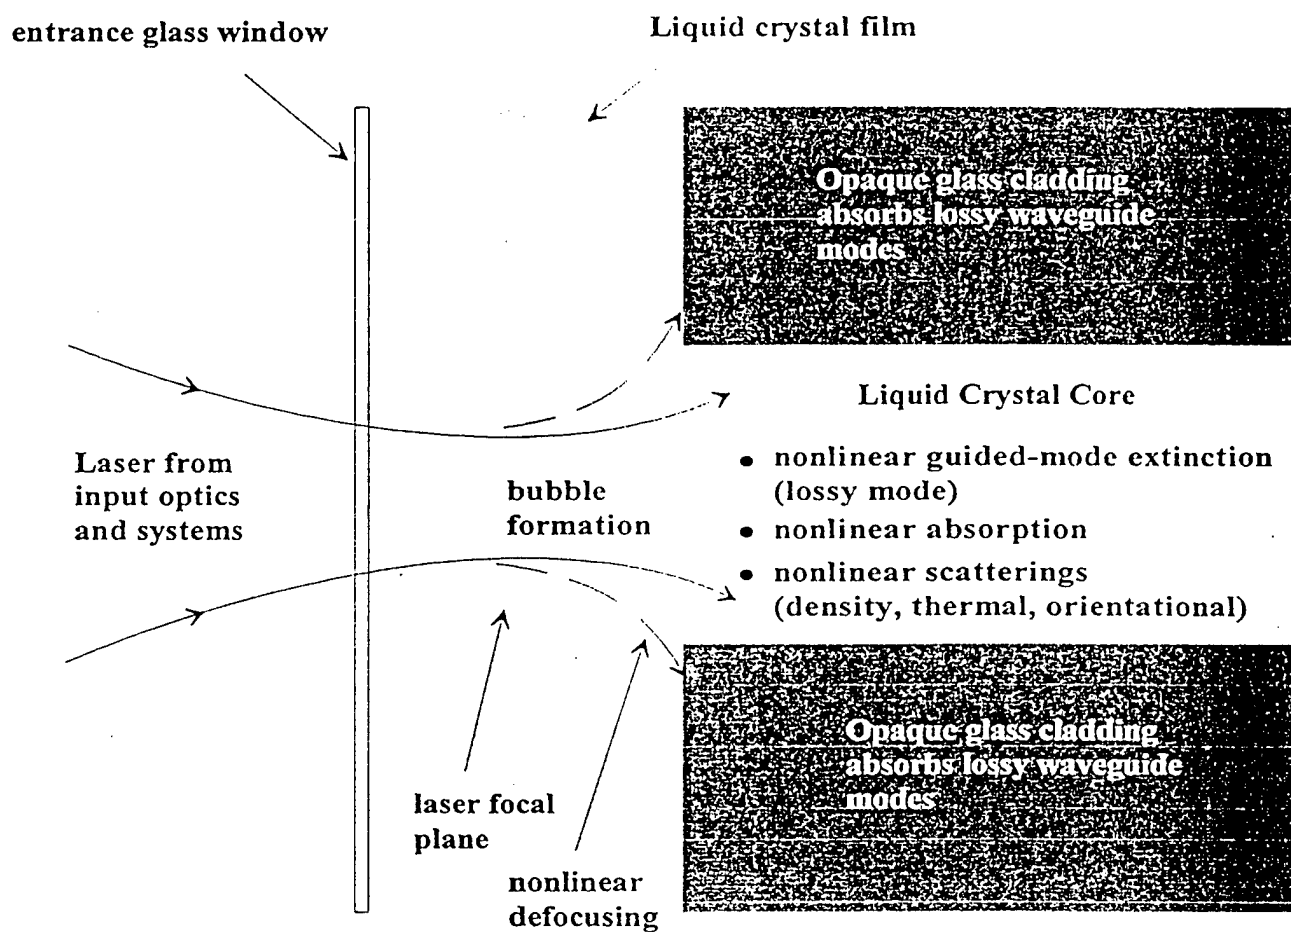 entrance glass window
Liquid crystal film
Opaque glass cladding
absorbs lossy waveguide
modes
Liquid Crystal Core
Laser from
input optics
and systems
bubble
formation
• nonlinear guided-mode extinction
(lossy mode)
• nonlinear absorption
• nonlinear scatterings
(density, thermal, orientational)
Opaque glass cladding
absorbs lossy waveguide
modes
laser focal
plane
nonlinear
defocusing